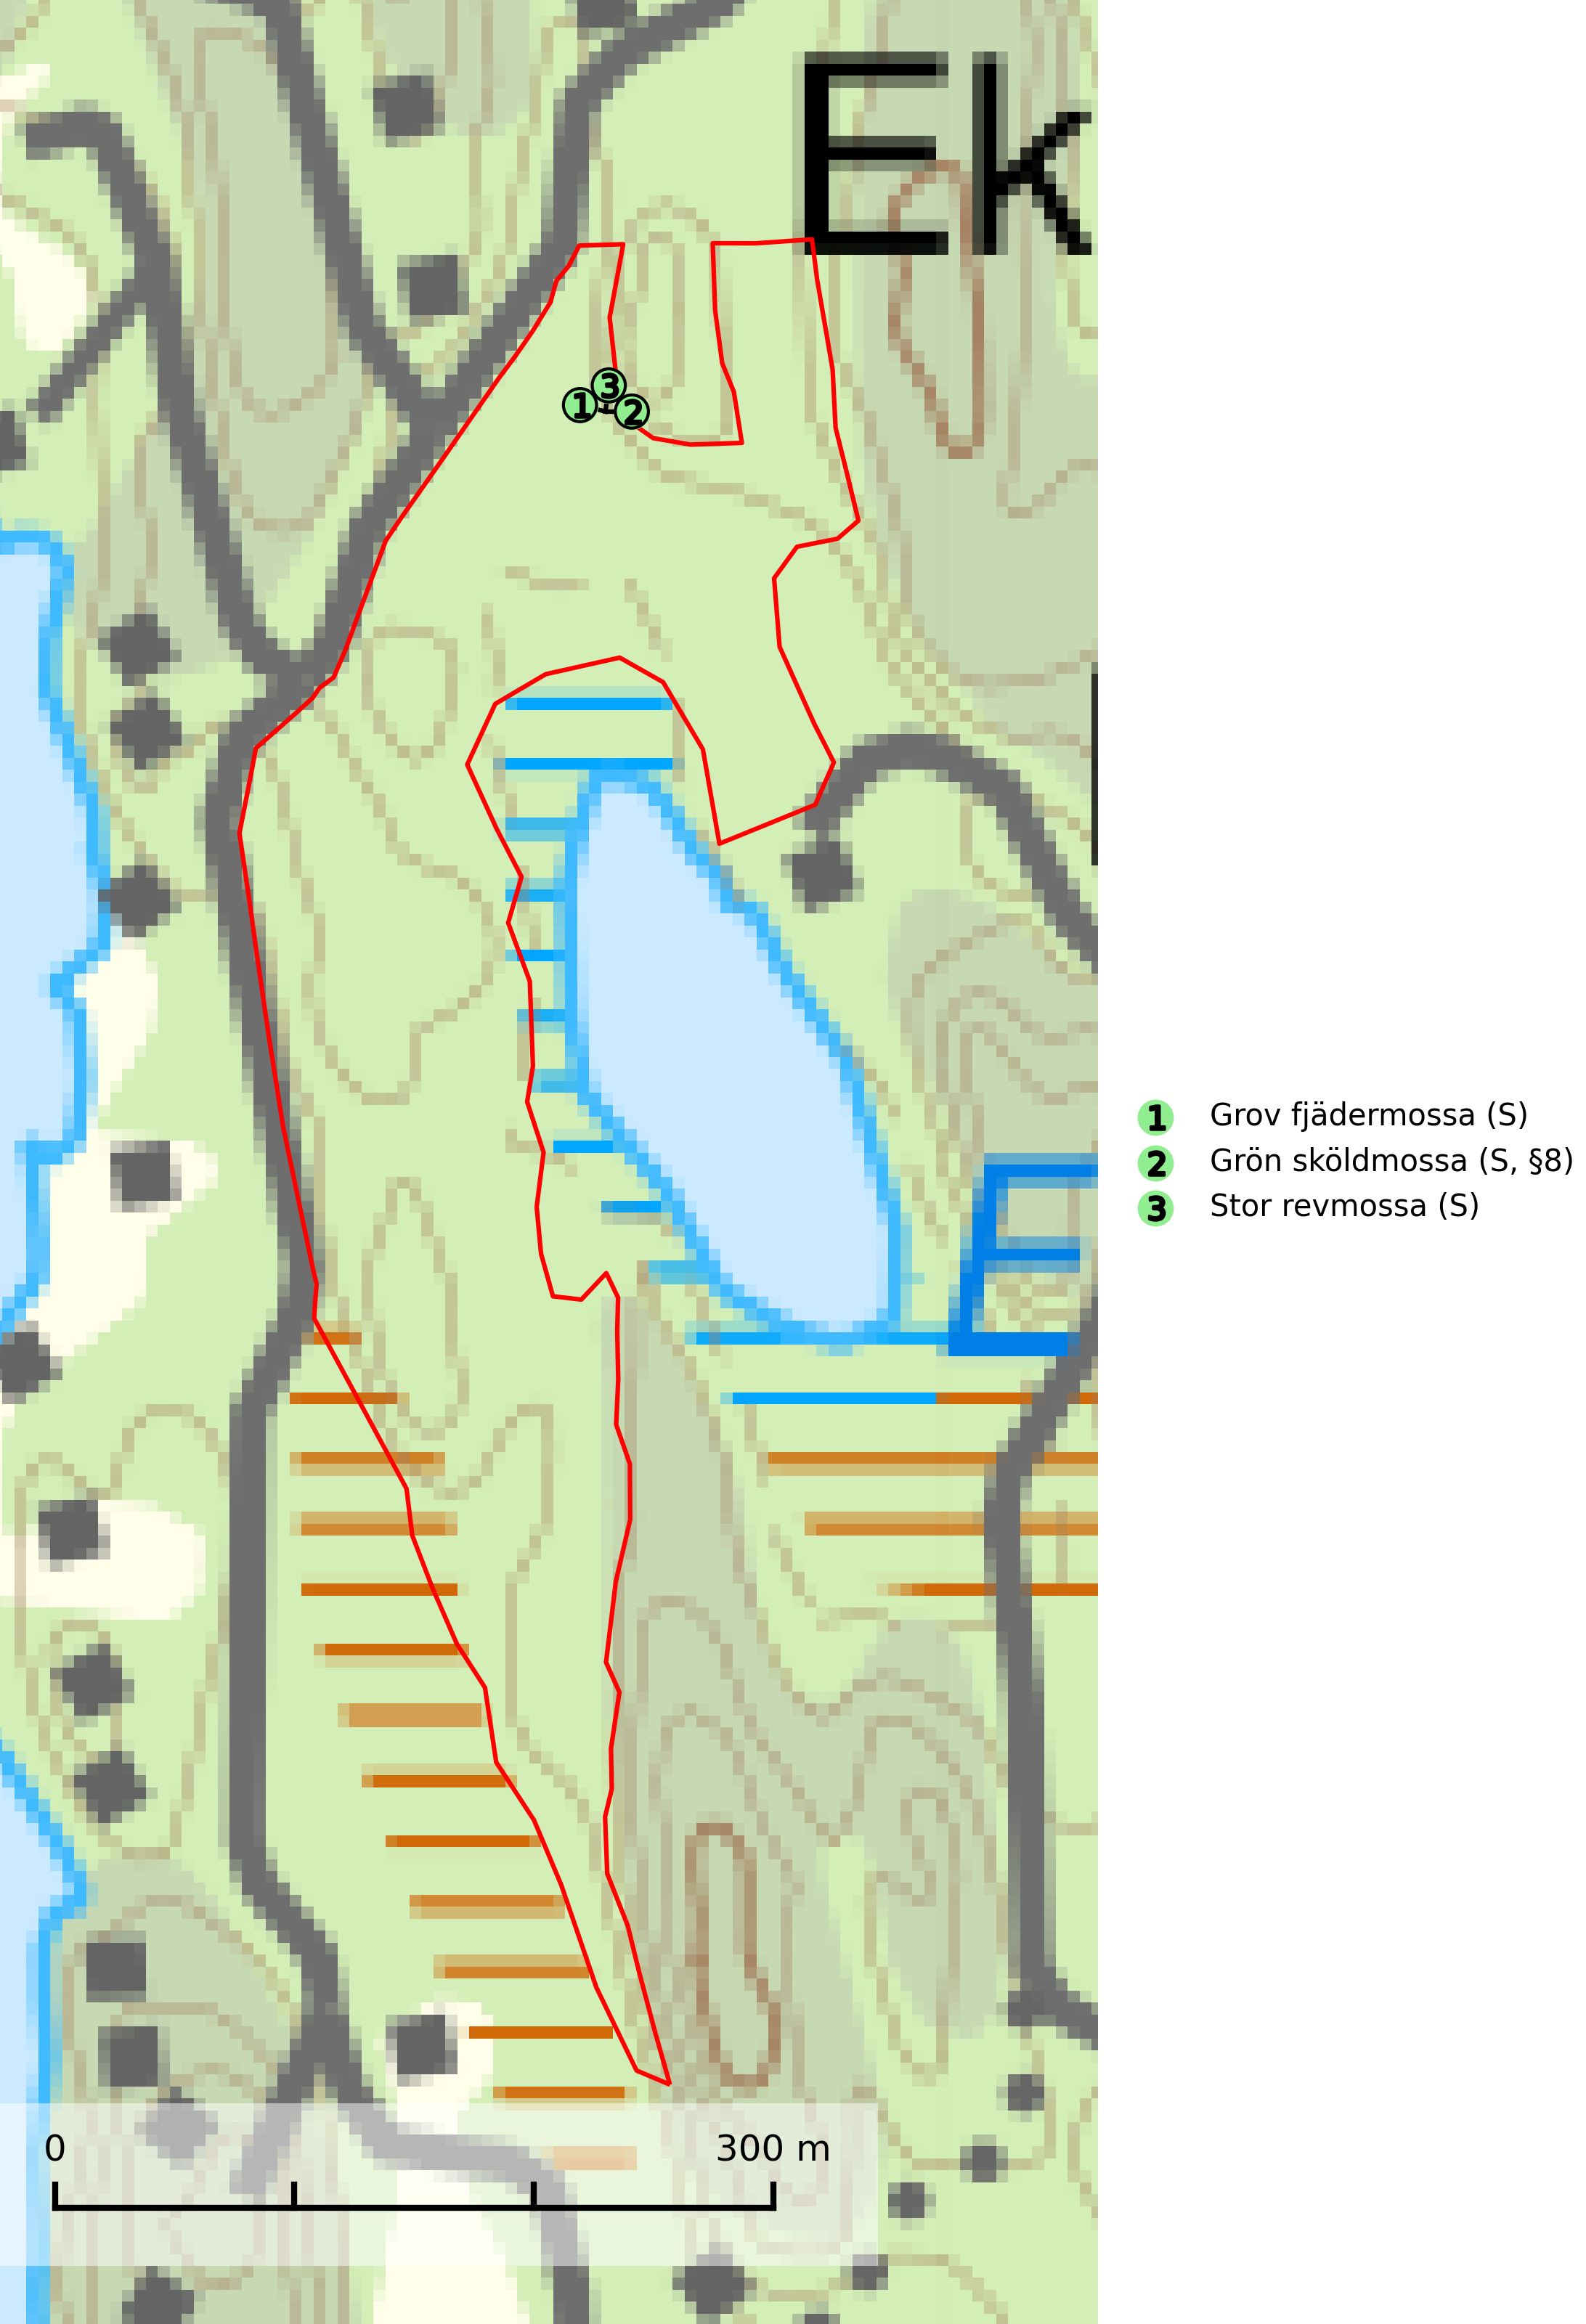 Ek
1
3
2
1 Grov fjädermossa (S)
2 Grön sköldmossa (S, §8)
3 Stor revmossa (S)
0 300 m